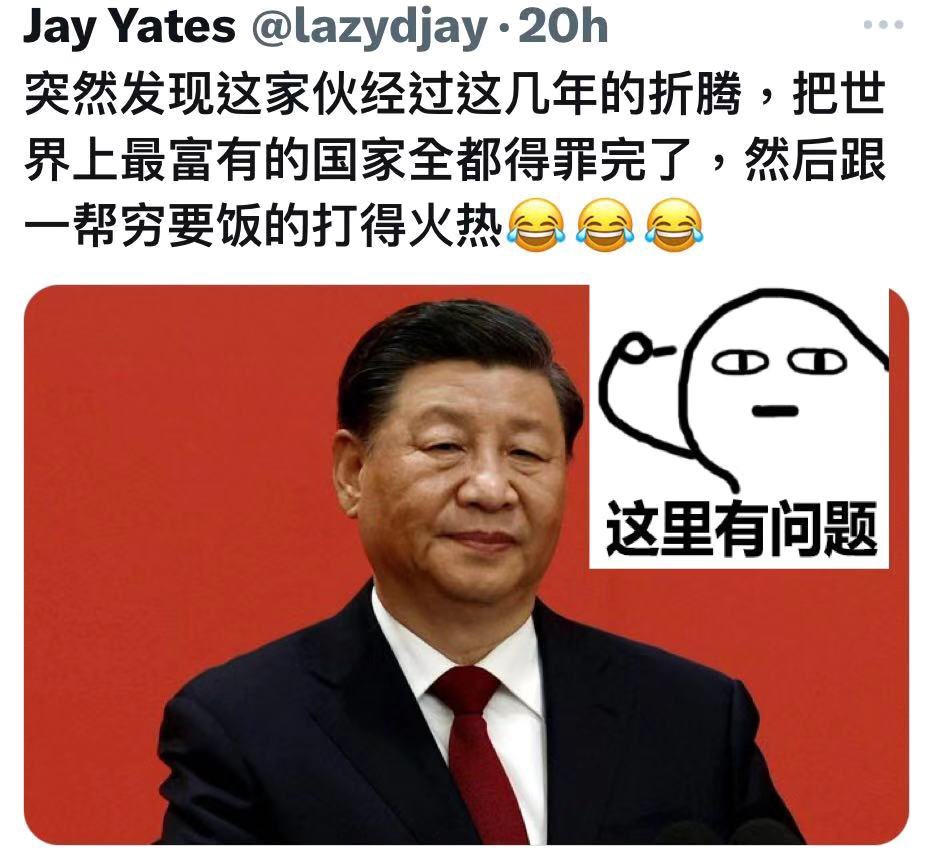 Jay Yates @lazydjay · 20h
突然发现这家伙经过这几年的折腾，把世
界上最富有的国家全都得罪完了，然后跟
一帮穷要饭的打得火热😂😂😂
这里有问题